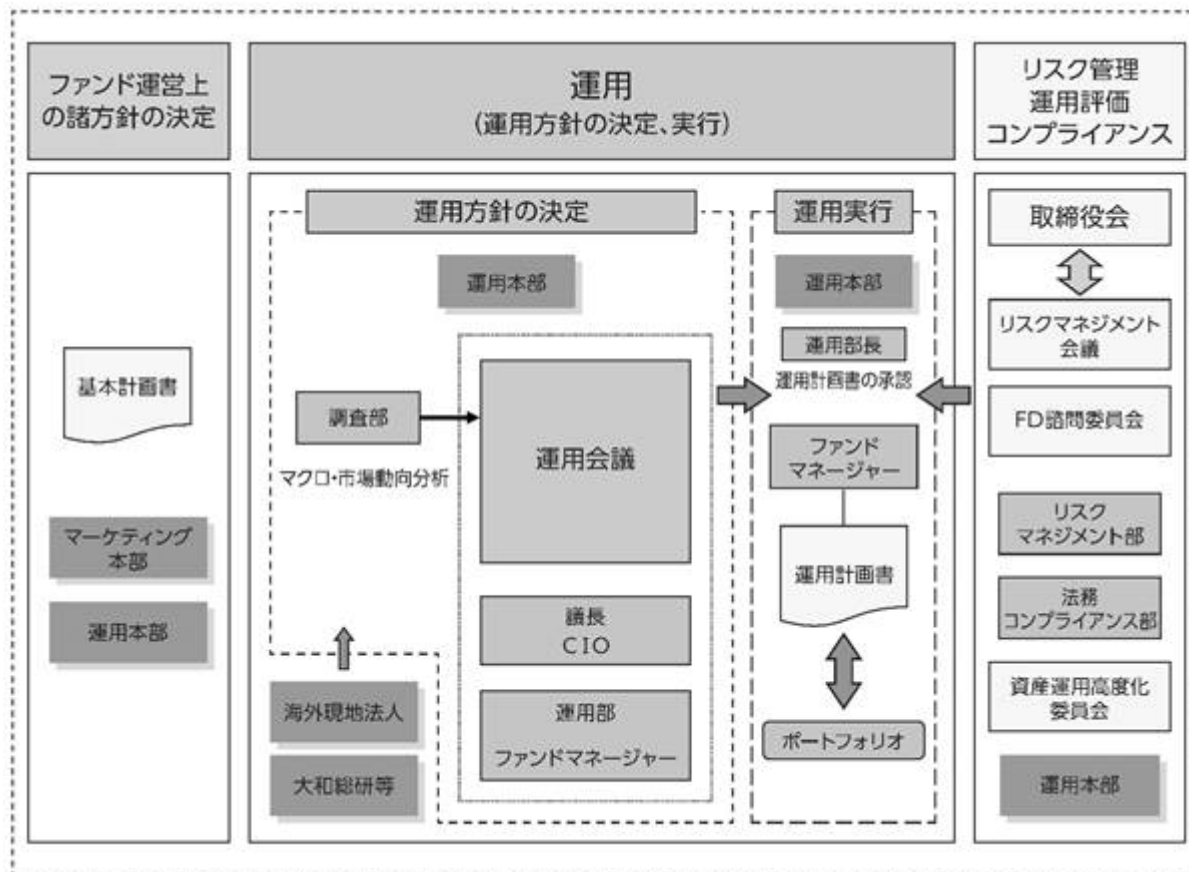 ファンド運営上
の諸方針の決定
運用
(運用方針の決定、実行)
リスク管理
運用評価
コンプライアンス
基本計画書
マーケティング
本部
運用本部
運用方針の決定
運用本部
調査部
マクロ・市場動向分析
運用会議
議長
CIO
運用部
ファンドマネージャー
海外現地法人
大和総研等
運用実行
運用本部
運用部長
運用計画書の承認
ファンド
マネージャー
運用計画書
ポートフォリオ
取締役会
リスクマネジメント
会議
FD諮問委員会
リスク
マネジメント部
法務
コンプライアンス部
資産運用高度化
委員会
運用本部